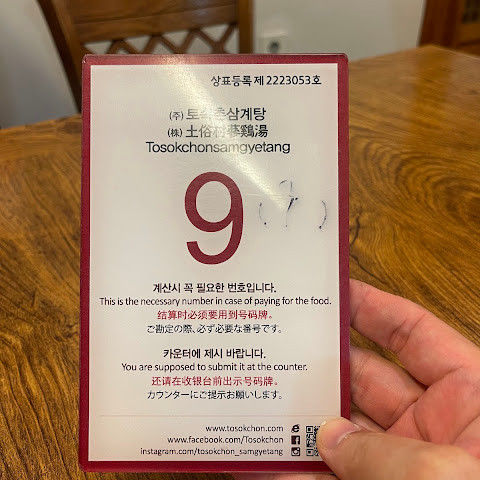 상표등록 제 2223053호
(주) 토속촌삼계탕
(株) 土俗村蔘鷄湯
Tosokchonsamgyetang
9
계산시 꼭 필요한 번호입니다.
This is the necessary number in case of paying for the food.
结算时必须要用到号码牌。
ご勘定の際、必ず必要な番号です。
카운터에 제시 바랍니다.
You are supposed to submit it at the counter.
还请在收银台前出示号码牌。
カウンターにご提示お願いします。
www.tosokchon.com
www.facebook.com/Tosokchon
instagram.com/tosokchon_samgyetang